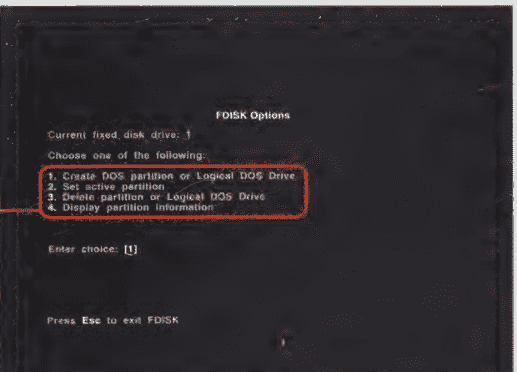 FDISK Options
Current fixed disk drive: 1
Choose one of the following:
1. Create DOS partition or Logical DOS Drive
2. Set active partition
3. Delete partition or Logical DOS Drive
4. Display partition information
Enter choice: [1]
Press Esc to exit FDISK